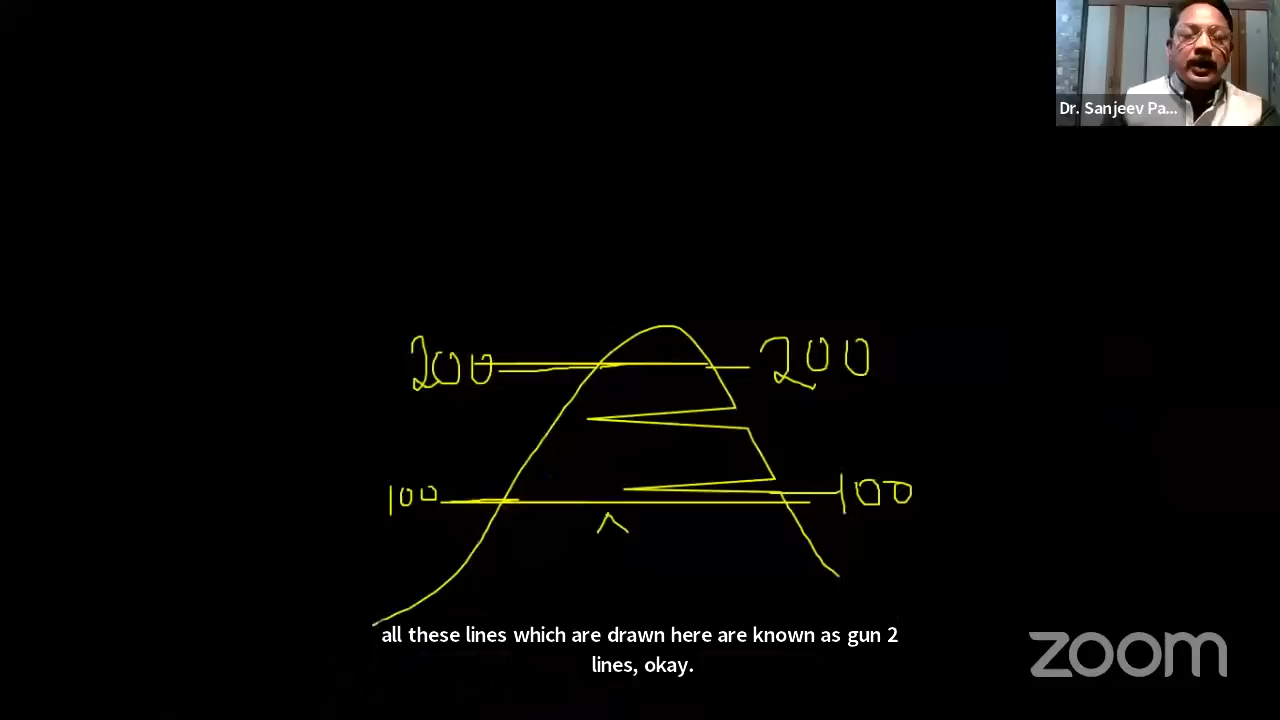 Dr. Sanjeev Pa...
200 200
100 100
all these lines which are drawn here are known as gun 2
lines, okay.
zoom